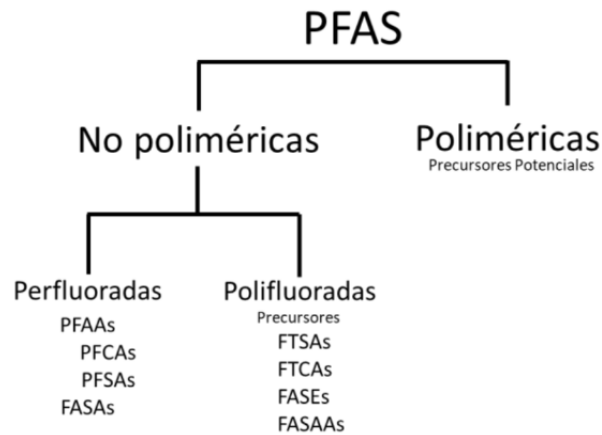 PFAS
No poliméricas
Poliméricas
Precursores Potenciales
Perfluoradas
PFAAs
PFCAs
PFSAs
FASAs
Polifluoradas
Precursores
FTSAs
FTCAs
FASEs
FASAAs